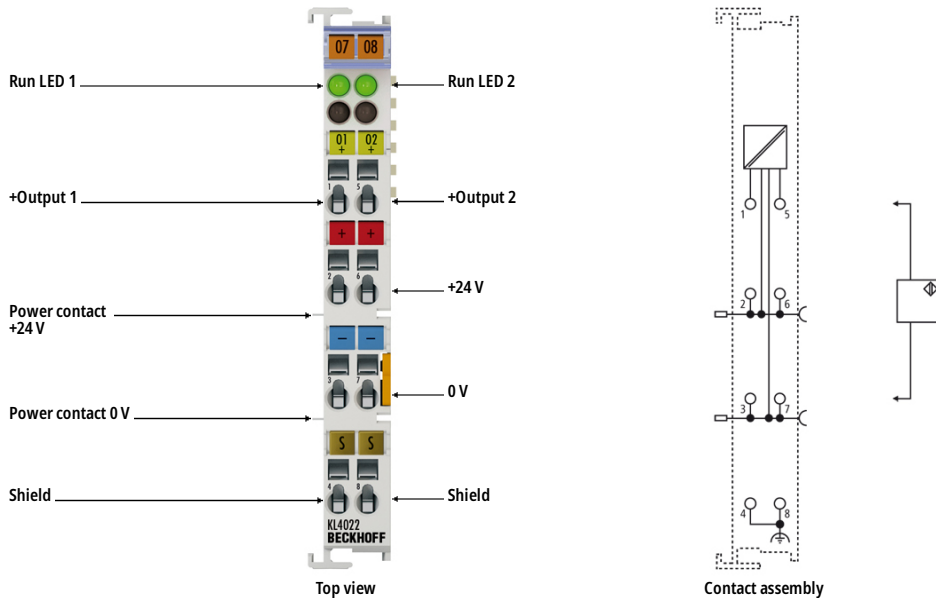 07 08
Run LED 1
Run LED 2
01 02
+ +
1 5
+Output 1
+Output 2
+ +
2 6
+24 V
Power contact
+24 V
− −
3 7
0 V
Power contact 0 V
S S
4 8
Shield
Shield
KL4022
BECKHOFF
Top view
1 5
2 6
3 7
4 8
Contact assembly